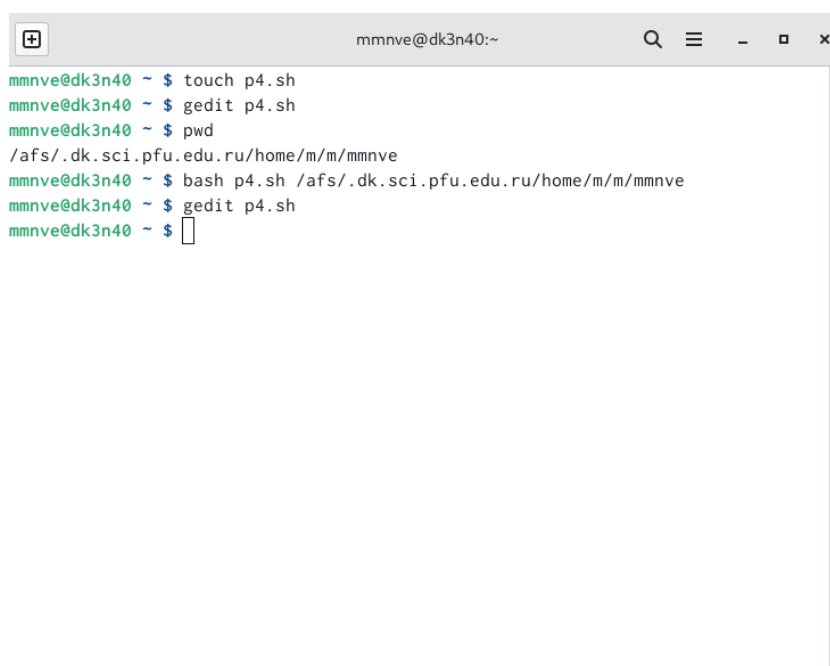 mmnve@dk3n40:~
mmnve@dk3n40 ~ $ touch p4.sh
mmnve@dk3n40 ~ $ gedit p4.sh
mmnve@dk3n40 ~ $ pwd
/afs/.dk.sci.pfu.edu.ru/home/m/m/mmnve
mmnve@dk3n40 ~ $ bash p4.sh /afs/.dk.sci.pfu.edu.ru/home/m/m/mmnve
mmnve@dk3n40 ~ $ gedit p4.sh
mmnve@dk3n40 ~ $